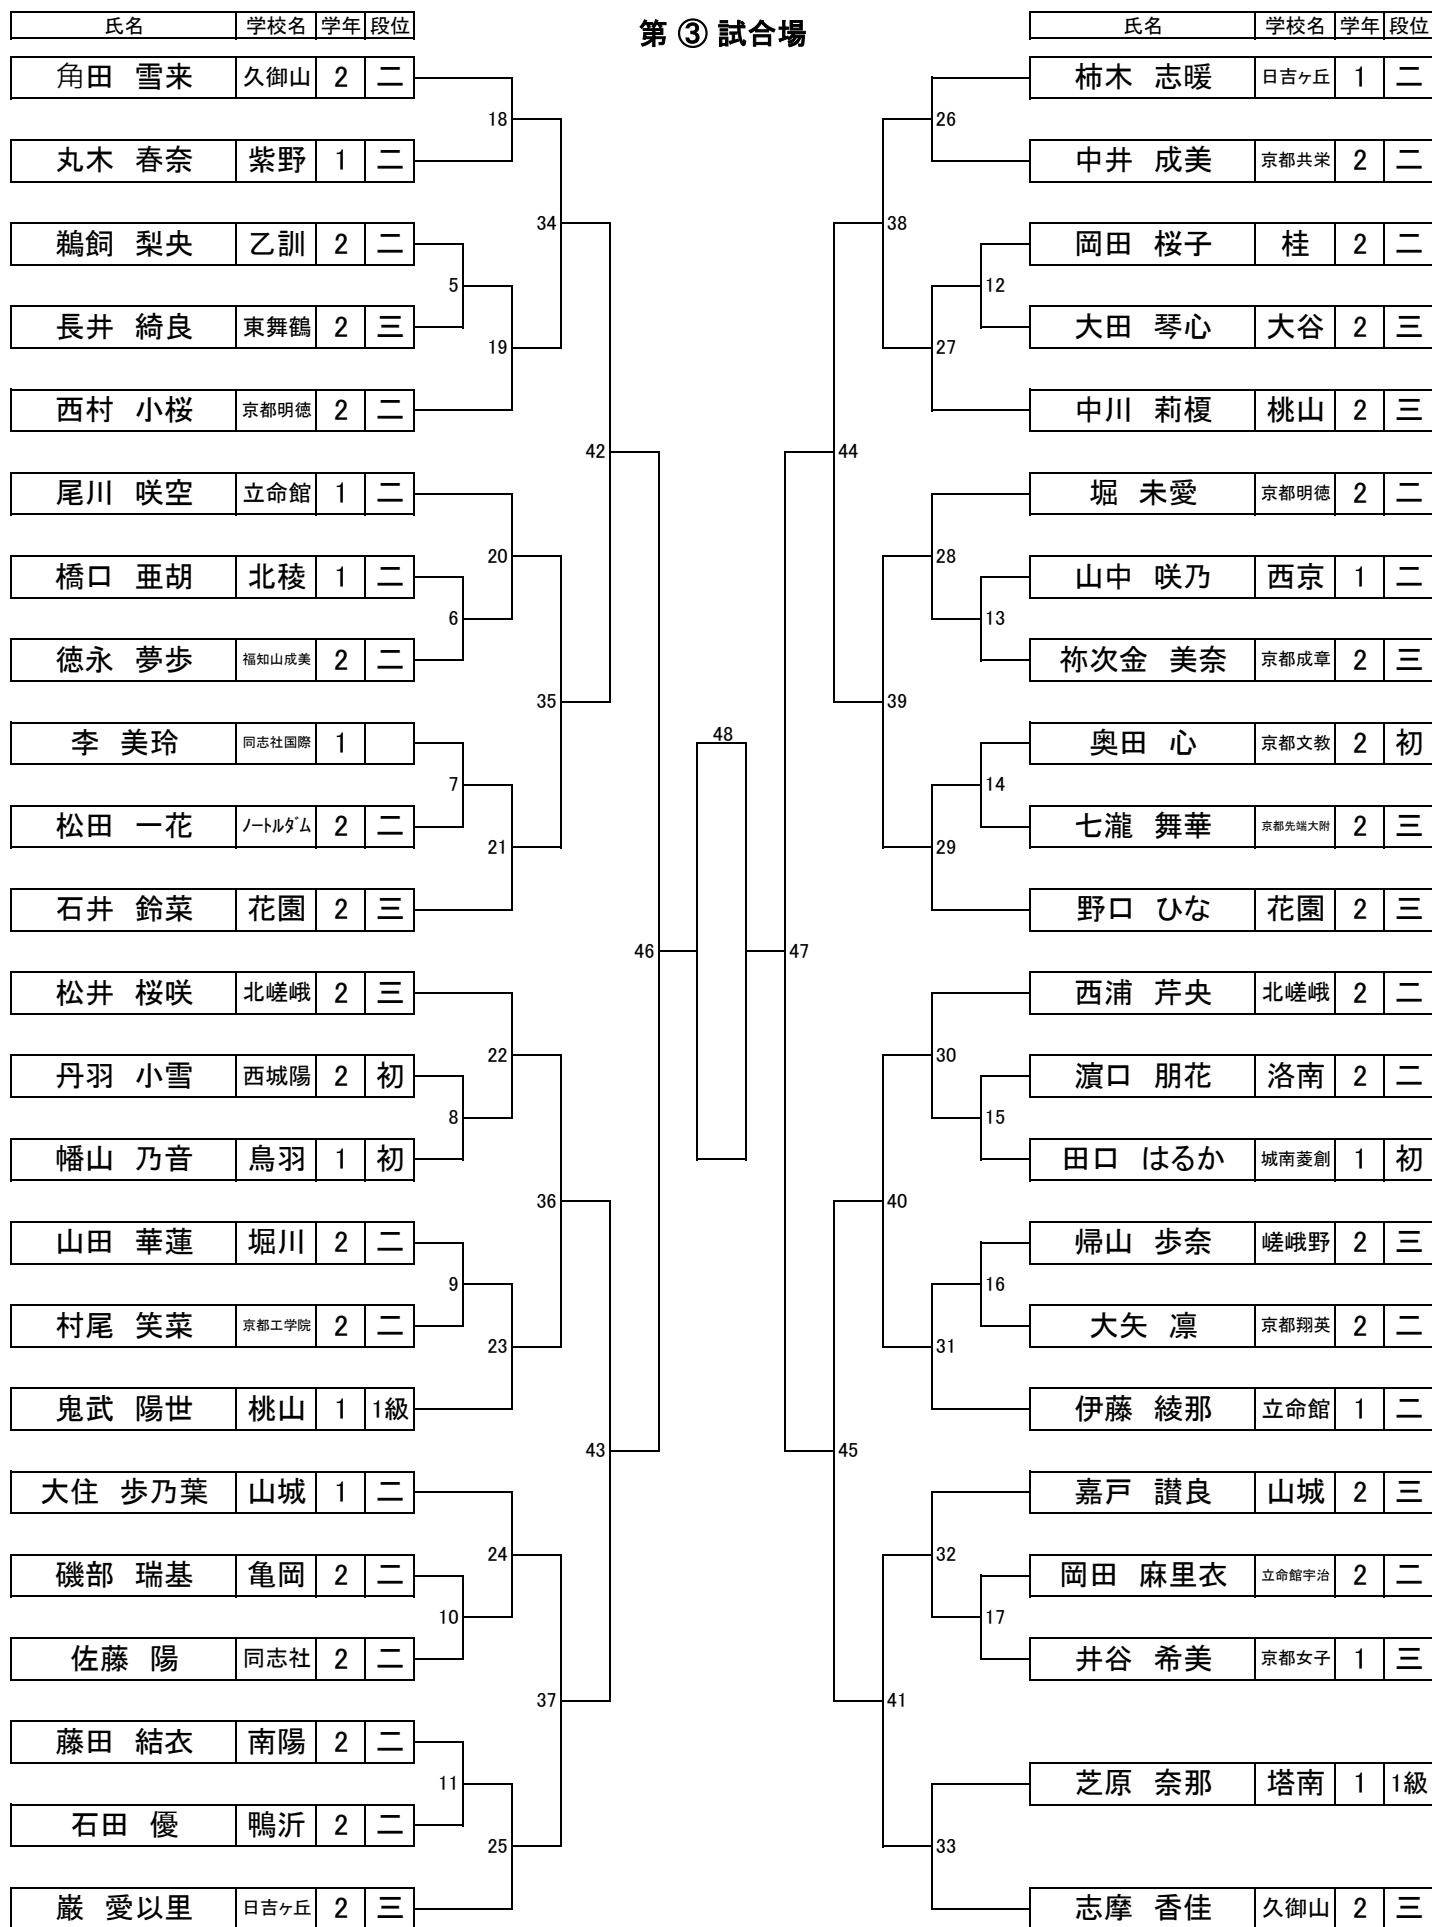 第 ③ 試合場
氏名 学校名 学年 段位
角田 雪来 久御山 2 二
丸木 春奈 紫野 1 二
鵜飼 梨央 乙訓 2 二
長井 綺良 東舞鶴 2 三
西村 小桜 京都明徳 2 二
尾川 咲空 立命館 1 二
橋口 亜胡 北稜 1 二
徳永 夢歩 福知山成美 2 二
李 美玲 同志社国際 1
松田 一花 ノートルダム 2 二
石井 鈴菜 花園 2 三
松井 桜咲 北嵯峨 2 三
丹羽 小雪 西城陽 2 初
幡山 乃音 鳥羽 1 初
山田 華蓮 堀川 2 二
村尾 笑菜 京都工学院 2 二
鬼武 陽世 桃山 1 1級
大住 歩乃葉 山城 1 二
磯部 瑞基 亀岡 2 二
佐藤 陽 同志社 2 二
藤田 結衣 南陽 2 二
石田 優 鴨沂 2 二
巌 愛以里 日吉ヶ丘 2 三
18
34
5
19
42
20
6
35
7
21
46
22
8
36
9
23
43
24
10
37
11
25
48
26
38
12
27
44
28
13
39
14
29
47
30
15
40
16
31
45
32
17
41
33
氏名 学校名 学年 段位
柿木 志暖 日吉ヶ丘 1 二
中井 成美 京都共栄 2 二
岡田 桜子 桂 2 二
大田 琴心 大谷 2 三
中川 莉榎 桃山 2 三
堀 未愛 京都明徳 2 二
山中 咲乃 西京 1 二
祢次金 美奈 京都成章 2 三
奥田 心 京都文教 2 初
七瀧 舞華 京都先端大附 2 三
野口 ひな 花園 2 三
西浦 芹央 北嵯峨 2 二
濵口 朋花 洛南 2 二
田口 はるか 城南菱創 1 初
帰山 歩奈 嵯峨野 2 三
大矢 凛 京都翔英 2 二
伊藤 綾那 立命館 1 二
嘉戸 讃良 山城 2 三
岡田 麻里衣 立命館宇治 2 二
井谷 希美 京都女子 1 三
芝原 奈那 塔南 1 1級
志摩 香佳 久御山 2 三